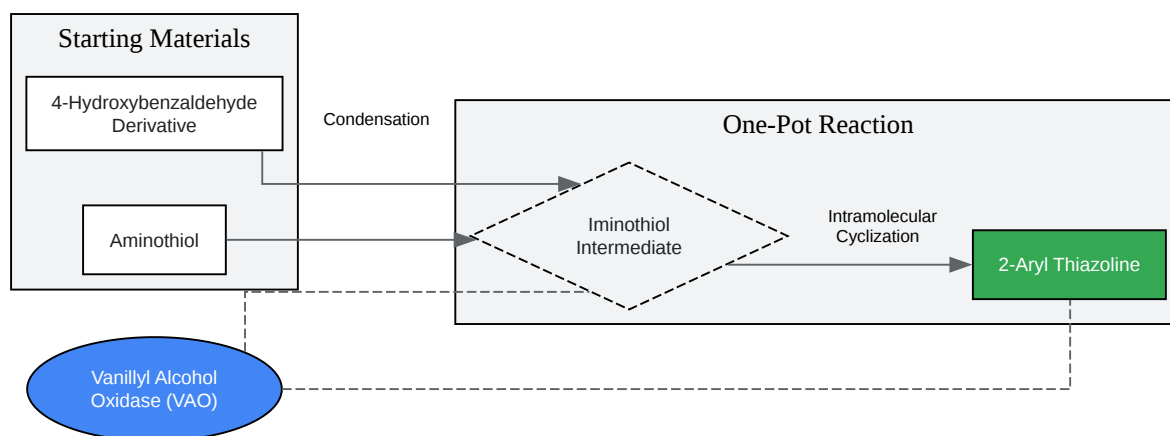 Starting Materials
4-Hydroxybenzaldehyde
Derivative
Aminothiol
Condensation
One-Pot Reaction
Iminothiol
Intermediate
Intramolecular
Cyclization
2-Aryl Thiazoline
Vanillyl Alcohol
Oxidase (VAO)